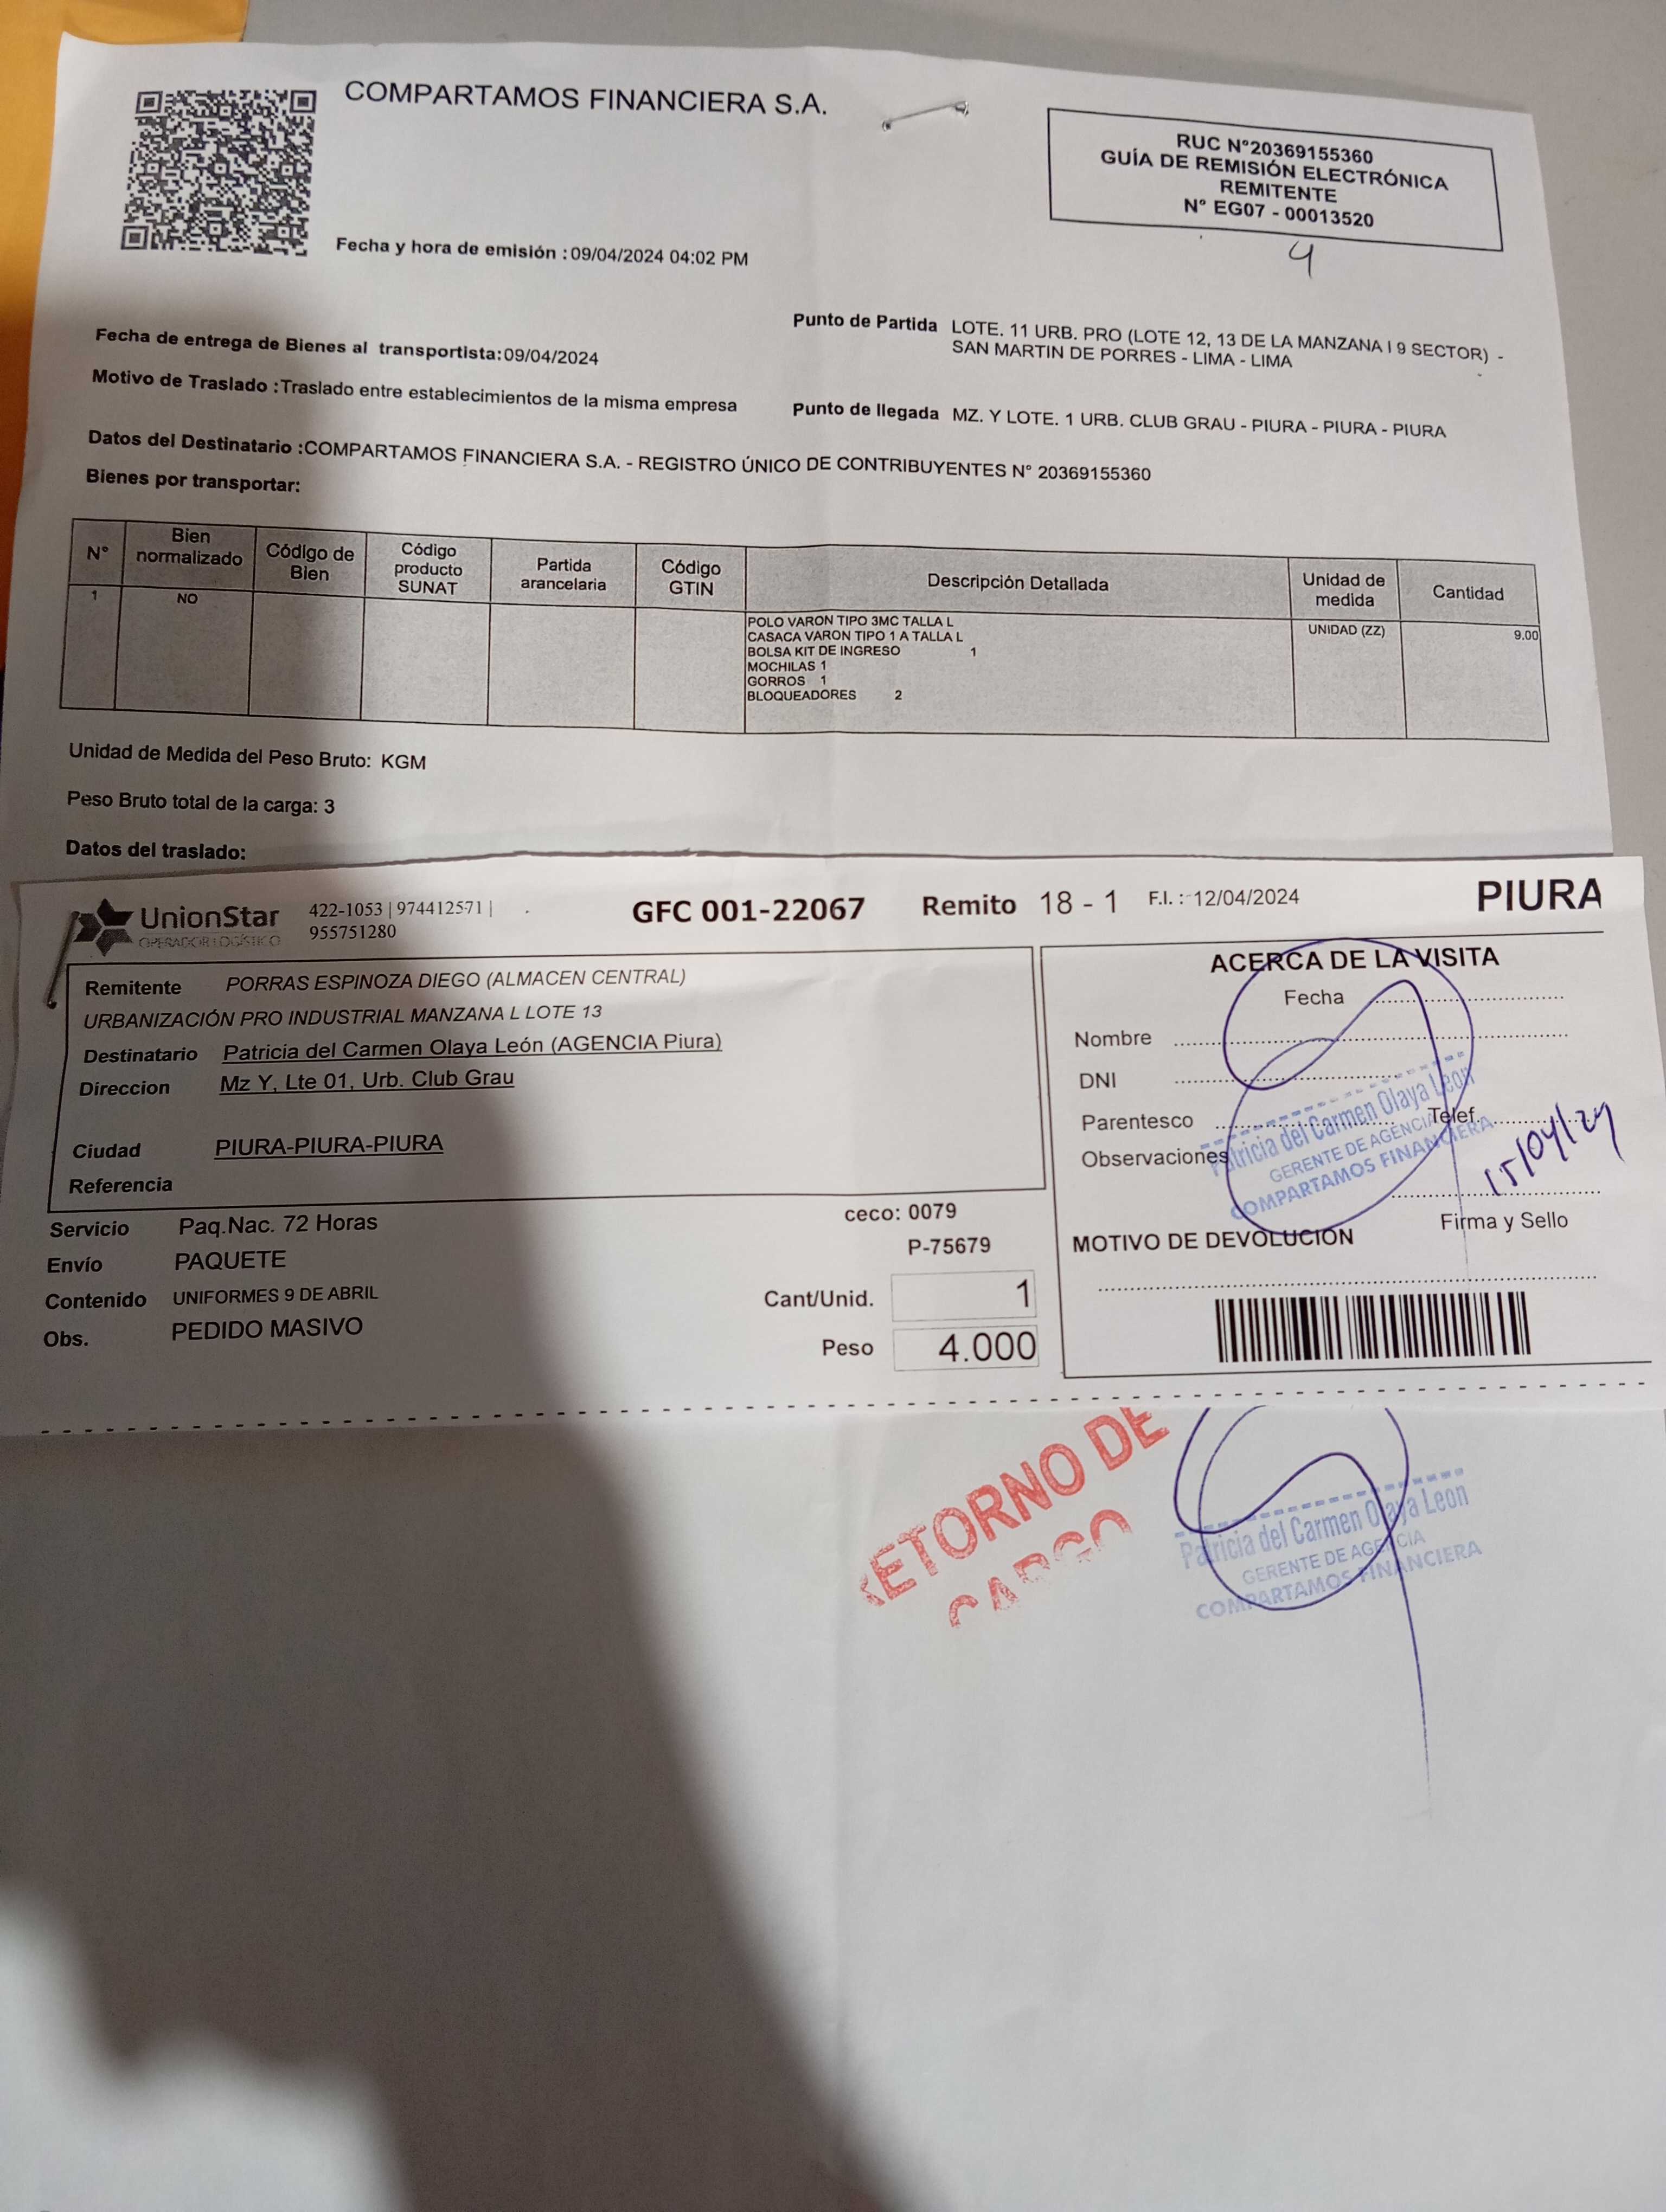 COMPARTAMOS FINANCIERA S.A.
RUC N°20369155360
GUÍA DE REMISIÓN ELECTRÓNICA
REMITENTE
N° EG07 - 00013520
4
Fecha y hora de emisión : 09/04/2024 04:02 PM
Fecha de entrega de Bienes al transportista: 09/04/2024
Punto de Partida LOTE. 11 URB. PRO (LOTE 12, 13 DE LA MANZANA I 9 SECTOR) -
SAN MARTIN DE PORRES - LIMA - LIMA
Motivo de Traslado : Traslado entre establecimientos de la misma empresa
Punto de llegada MZ. Y LOTE. 1 URB. CLUB GRAU - PIURA - PIURA - PIURA
Datos del Destinatario : COMPARTAMOS FINANCIERA S.A. - REGISTRO ÚNICO DE CONTRIBUYENTES N° 20369155360
Bienes por transportar:
N° Bien normalizado Código de Bien Código producto SUNAT Partida arancelaria Código GTIN Descripción Detallada Unidad de medida Cantidad
1 NO POLO VARON TIPO 3MC TALLA L UNIDAD (ZZ) 9.00
CASACA VARON TIPO 1 A TALLA L
BOLSA KIT DE INGRESO 1
MOCHILAS 1
GORROS 1
BLOQUEADORES 2
Unidad de Medida del Peso Bruto: KGM
Peso Bruto total de la carga: 3
Datos del traslado:
UnionStar
OPERADOR LOGÍSTICO
422-1053 | 974412571 |
955751280
GFC 001-22067
Remito 18 - 1
F.I. : 12/04/2024
PIURA
Remitente PORRAS ESPINOZA DIEGO (ALMACEN CENTRAL)
URBANIZACIÓN PRO INDUSTRIAL MANZANA L LOTE 13
Destinatario Patricia del Carmen Olaya León (AGENCIA Piura)
Direccion Mz Y, Lte 01, Urb. Club Grau
Ciudad PIURA-PIURA-PIURA
Referencia
Servicio Paq.Nac. 72 Horas
Envío PAQUETE
Contenido UNIFORMES 9 DE ABRIL
Obs. PEDIDO MASIVO
ceco: 0079
P-75679
Cant/Unid. 1
Peso 4.000
ACERCA DE LA VISITA
Fecha
Nombre
DNI
Parentesco
Telef.
Observaciones
Patricia del Carmen Olaya Leon
GERENTE DE AGENCIA
COMPARTAMOS FINANCIERA
15/04/24
Firma y Sello
MOTIVO DE DEVOLUCIÓN
RETORNO DE
CARGO
Patricia del Carmen Olaya Leon
GERENTE DE AGENCIA
COMPARTAMOS FINANCIERA